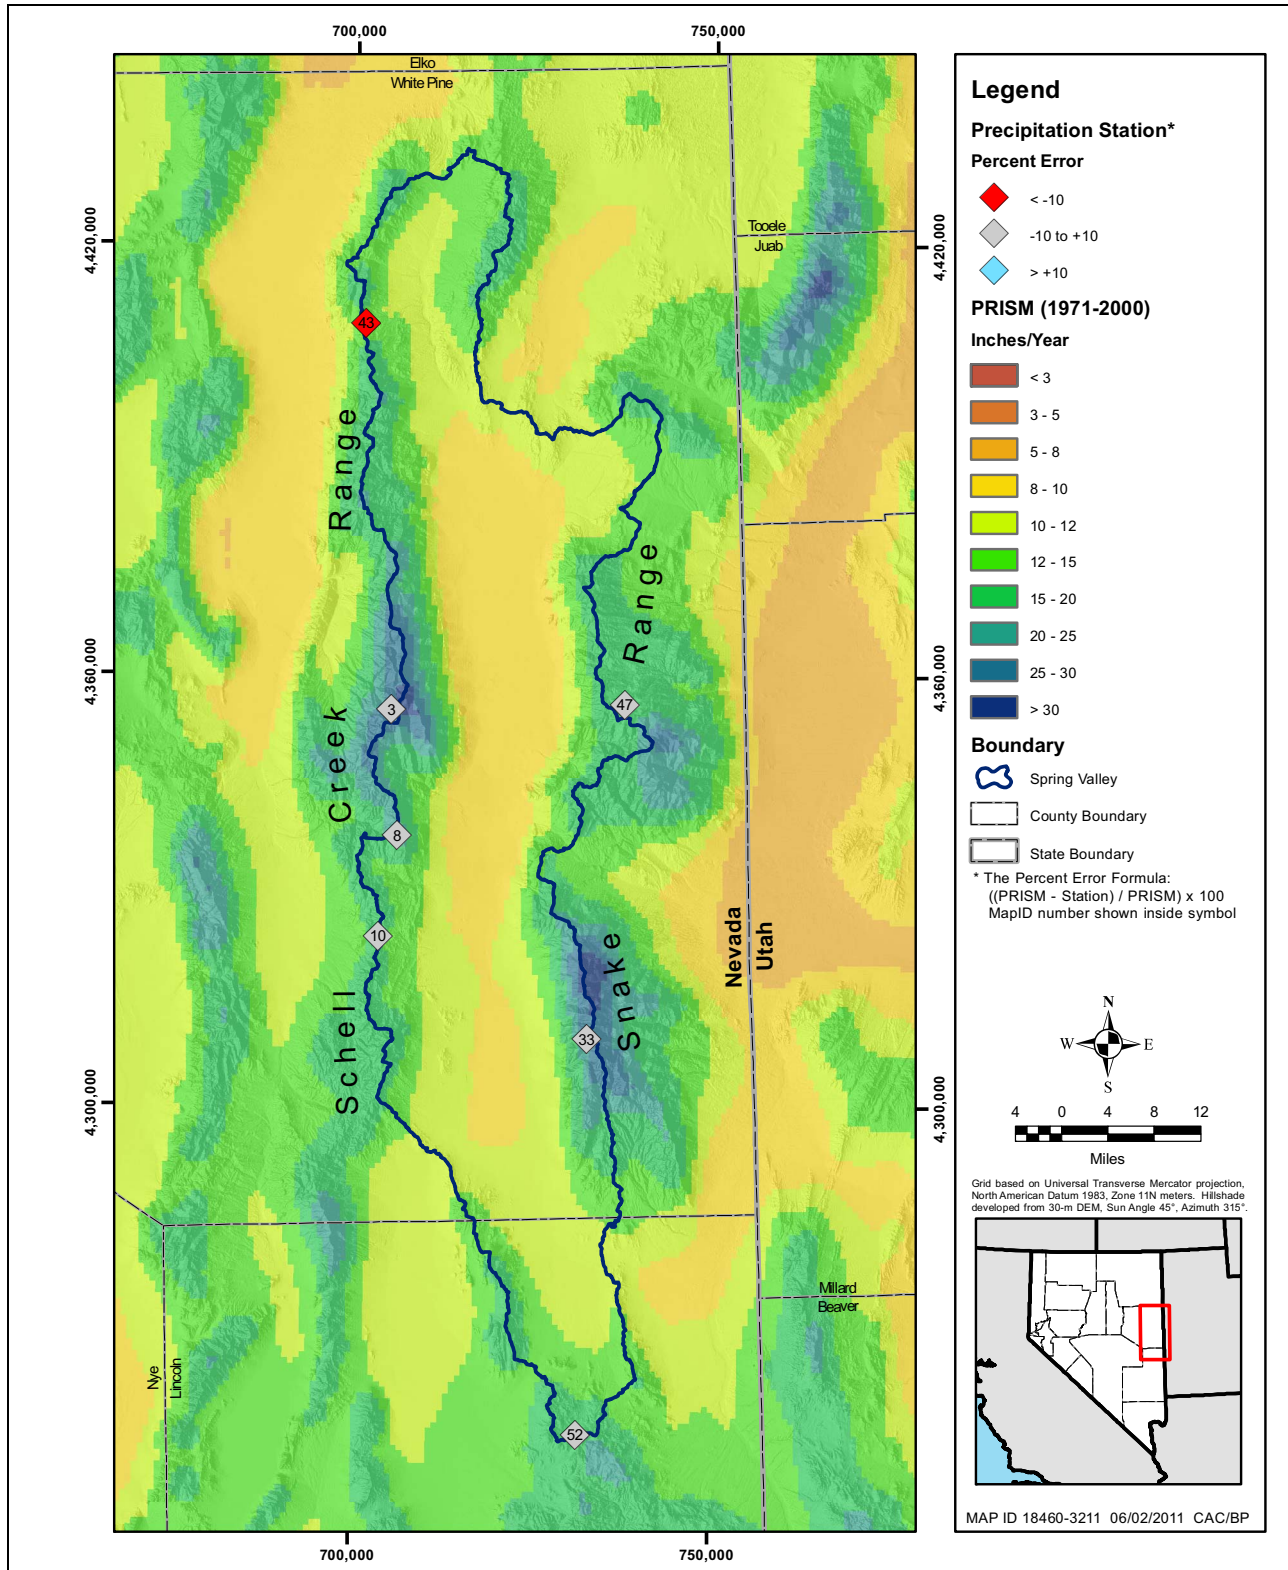 700,000
750,000
Elko
White Pine
4,420,000
4,420,000
Tooele
Juab
43
Range
Range
4,360,000
4,360,000
3
47
Creek
8
10
Nevada
Utah
Snake
Schell
33
4,300,000
4,300,000
Millard
Beaver
Nye
Lincoln
52
700,000
750,000
Legend
Precipitation Station*
Percent Error
< -10
-10 to +10
> +10
PRISM (1971-2000)
Inches/Year
< 3
3 - 5
5 - 8
8 - 10
10 - 12
12 - 15
15 - 20
20 - 25
25 - 30
> 30
Boundary
Spring Valley
County Boundary
State Boundary
* The Percent Error Formula:
((PRISM - Station) / PRISM) x 100
MapID number shown inside symbol
N
W E
S
4 0 4 8 12
Miles
Grid based on Universal Transverse Mercator projection,
North American Datum 1983, Zone 11N meters. Hillshade
developed from 30-m DEM, Sun Angle 45°, Azimuth 315°.
MAP ID 18460-3211 06/02/2011 CAC/BP